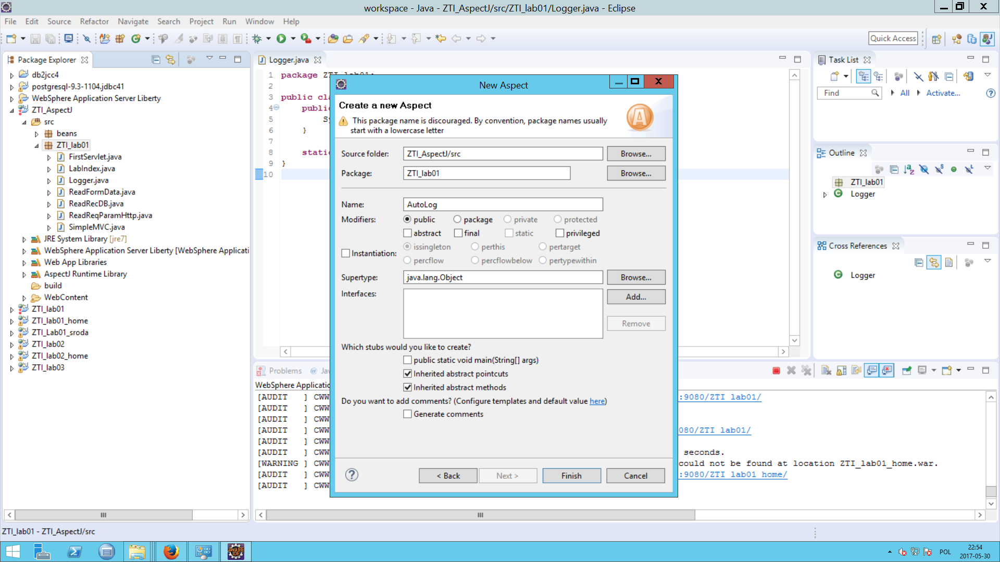 workspace - Java - ZTI_AspectJ/src/ZTI_lab01/Logger.java - Eclipse
File Edit Source Refactor Navigate Search Project Run Window Help
Quick Access
Package Explorer
db2jcc4
postgresql-9.3-1104.jdbc41
WebSphere Application Server Liberty
ZTI_AspectJ
src
beans
ZTI_lab01
FirstServlet.java
LabIndex.java
Logger.java
ReadFormData.java
ReadRecDB.java
ReadReqParamHttp.java
SimpleMVC.java
JRE System Library [jre7]
WebSphere Application Server Liberty [WebSphere Applicati
Web App Libraries
AspectJ Runtime Library
build
WebContent
ZTI_lab01
ZTI_lab01_home
ZTI_Lab01_sroda
ZTI_lab02
ZTI_lab02_home
ZTI_lab03
Logger.java
1 package ZTI_lab01;
2
3 public cla
4 public
5 Sy
6 }
7
8 static
9 }
10
New Aspect
Create a new Aspect
This package name is discouraged. By convention, package names usually
start with a lowercase letter
Source folder: ZTI_AspectJ/src Browse...
Package: ZTI_lab01 Browse...
Name: AutoLog
Modifiers: public package private protected
abstract final static privileged
Instantiation: issingleton perthis pertarget
percflow percflowbelow pertypewithin
Supertype: java.lang.Object Browse...
Interfaces: Add...
Remove
Which stubs would you like to create?
public static void main(String[] args)
Inherited abstract pointcuts
Inherited abstract methods
Do you want to add comments? (Configure templates and default value here)
Generate comments
< Back Next > Finish Cancel
Task List
Find All Activate...
Outline
ZTI_lab01
Logger
Cross References
Logger
Problems @ Jav
WebSphere Applicatio
[AUDIT ] CWW :9080/ZTI_lab01/
[AUDIT ] CWW
[AUDIT ] CWW
[AUDIT ] CWW 080/ZTI_lab01/
[AUDIT ] CWW
[AUDIT ] CWW seconds.
[WARNING ] CWW could not be found at location ZTI_lab01_home.war.
[AUDIT ] CWW :9080/ZTI_lab01_home/
[AUDIT ] CWW
ZTI_lab01 - ZTI_AspectJ/src
Java EE
IDE
POL
22:54
2017-05-30